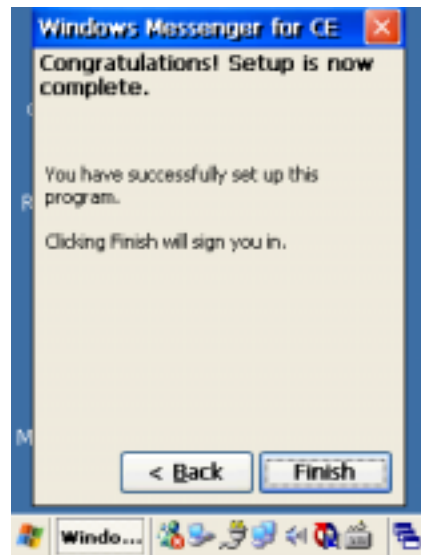 Windows Messenger for CE
Congratulations! Setup is now
complete.
You have successfully set up this
program.
Clicking Finish will sign you in.
R
M
< Back
Finish
Windo...